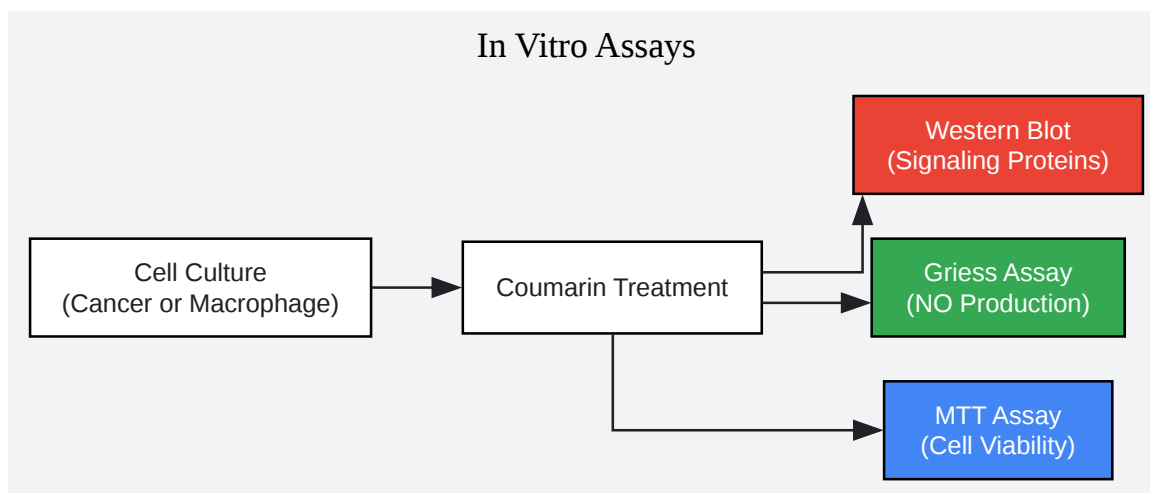 In Vitro Assays
Western Blot
(Signaling Proteins)
Cell Culture
(Cancer or Macrophage)
Coumarin Treatment
Griess Assay
(NO Production)
MTT Assay
(Cell Viability)